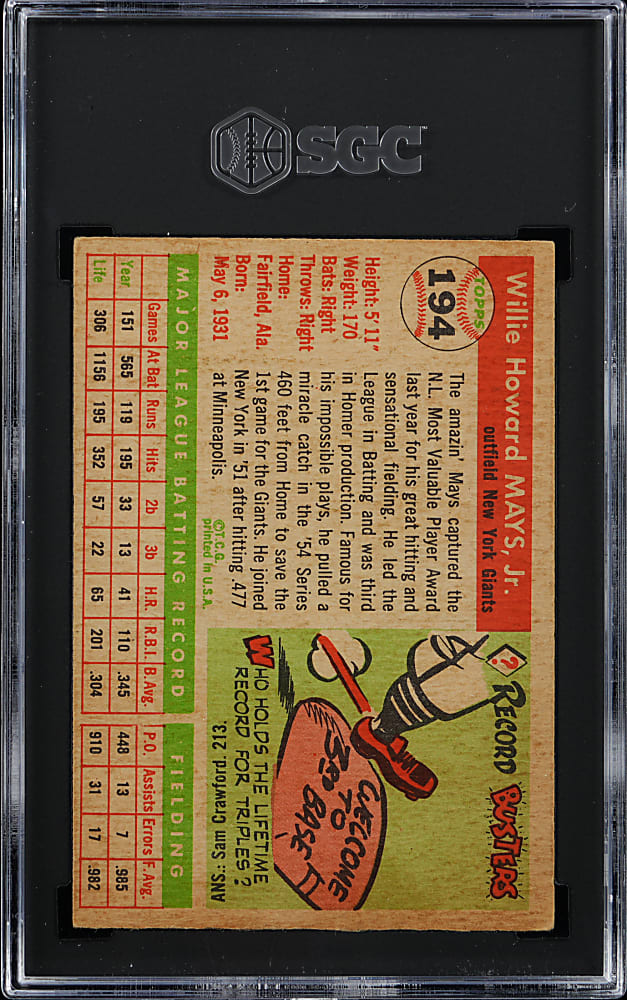 SGC
TOPPS
194
Willie Howard MAYS, Jr.
outfield New York Giants
Height: 5' 11"
Weight: 170
Bats: Right
Throws: Right
Home:
Fairfield, Ala.
Born:
May 6, 1931
The amazin' Mays captured the
N.L. Most Valuable Player Award
last year for his great hitting and
sensational fielding. He led the
League in Batting and was third
in Homer production. Famous for
his impossible plays, he pulled a
miracle catch in the '54 Series
460 feet from Home to save the
1st game for the Giants. He joined
New York in '51 after hitting .477
at Minneapolis.
©T.C.G.
printed in U.S.A.
? RECORD BUSTERS
WELCOME
TO
3RD BASE!
WHO HOLDS THE LIFETIME
RECORD FOR TRIPLES?
ANS.: Sam Crawford. 213.
MAJOR LEAGUE BATTING RECORD FIELDING
Games At Bat Runs Hits 2b 3b H.R. R.B.I. B.Avg. P.O. Assists Errors F.Avg.
Year 151 565 119 195 33 13 41 110 .345 448 13 7 .985
Life 306 1156 195 352 57 22 65 201 .304 910 31 17 .982